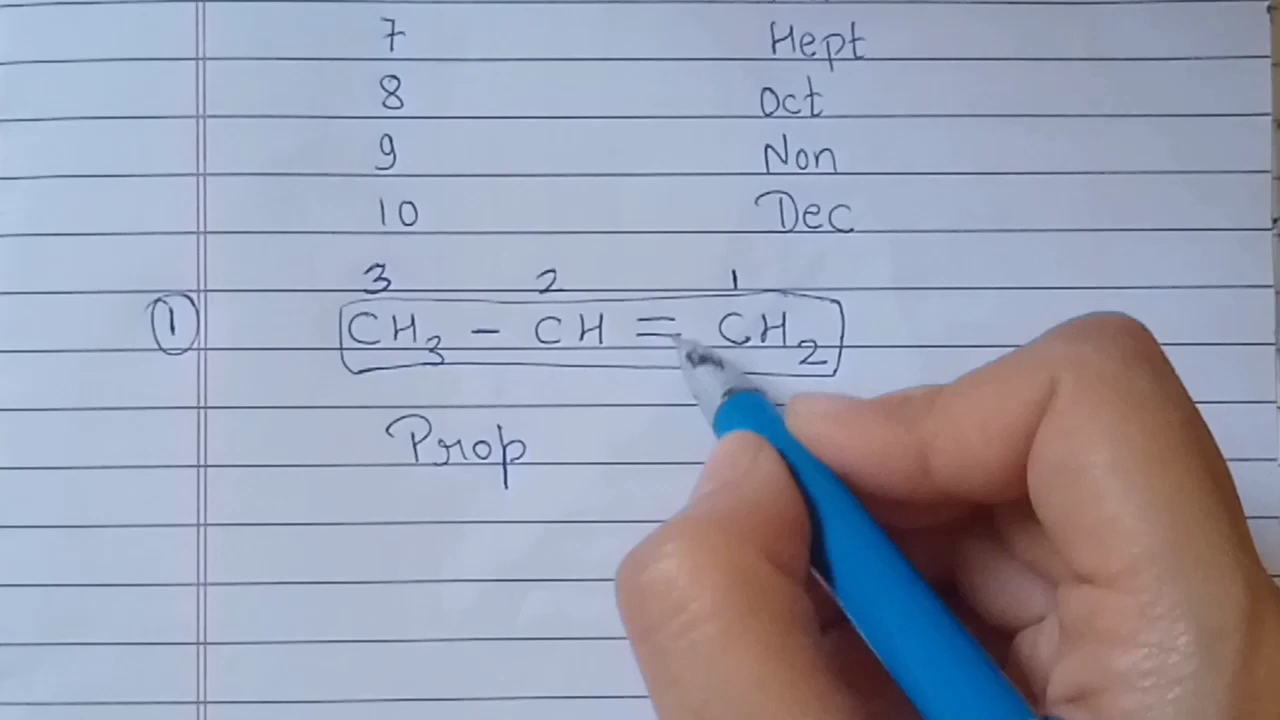 7 Hept
8 Oct
9 Non
10 Dec
3 2 1
① CH₃ - CH = CH₂
Prop